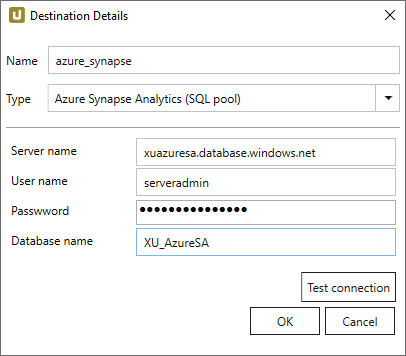 Destination Details
Name azure_synapse
Type Azure Synapse Analytics (SQL pool)
Server name xuazuresa.database.windows.net
User name serveradmin
Passwword ●●●●●●●●●●●●●●●
Database name XU_AzureSA
Test connection
OK Cancel